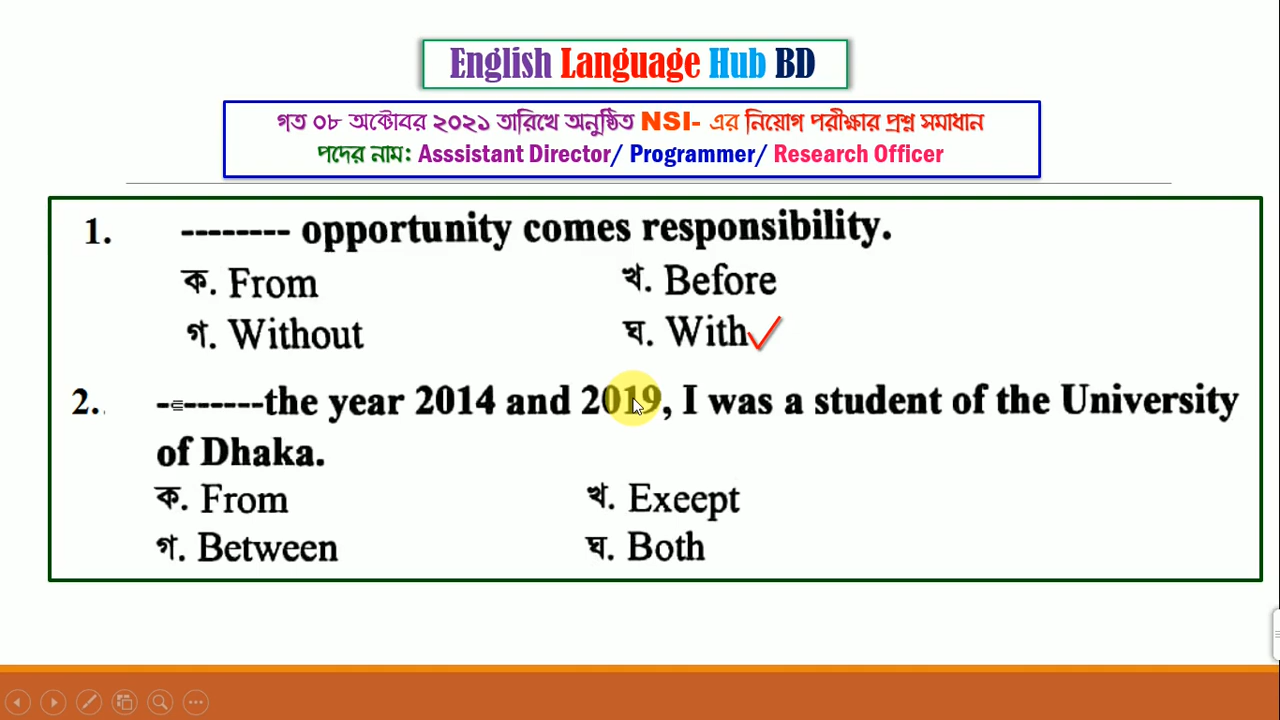 English Language Hub BD
গত ০৮ অক্টোবর ২০২১ তারিখে অনুষ্ঠিত NSI- এর নিয়োগ পরীক্ষার প্রশ্ন সমাধান
পদের নাম: Asssistant Director/ Programmer/ Research Officer
1. -------- opportunity comes responsibility.
ক. From খ. Before
গ. Without ঘ. With✓
2. --------the year 2014 and 2019, I was a student of the University
of Dhaka.
ক. From খ. Exeept
গ. Between ঘ. Both